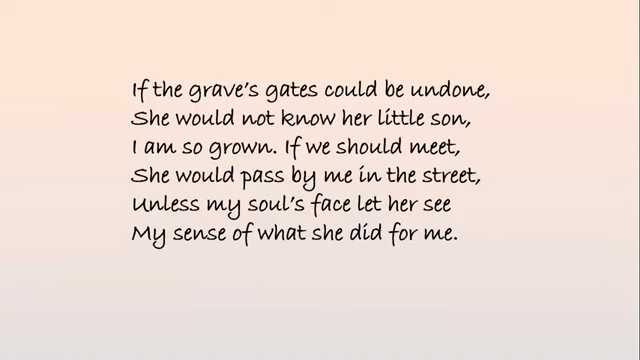 If the grave's gates could be undone,
She would not know her little son,
I am so grown. If we should meet,
She would pass by me in the street,
Unless my soul's face let her see
My sense of what she did for me.